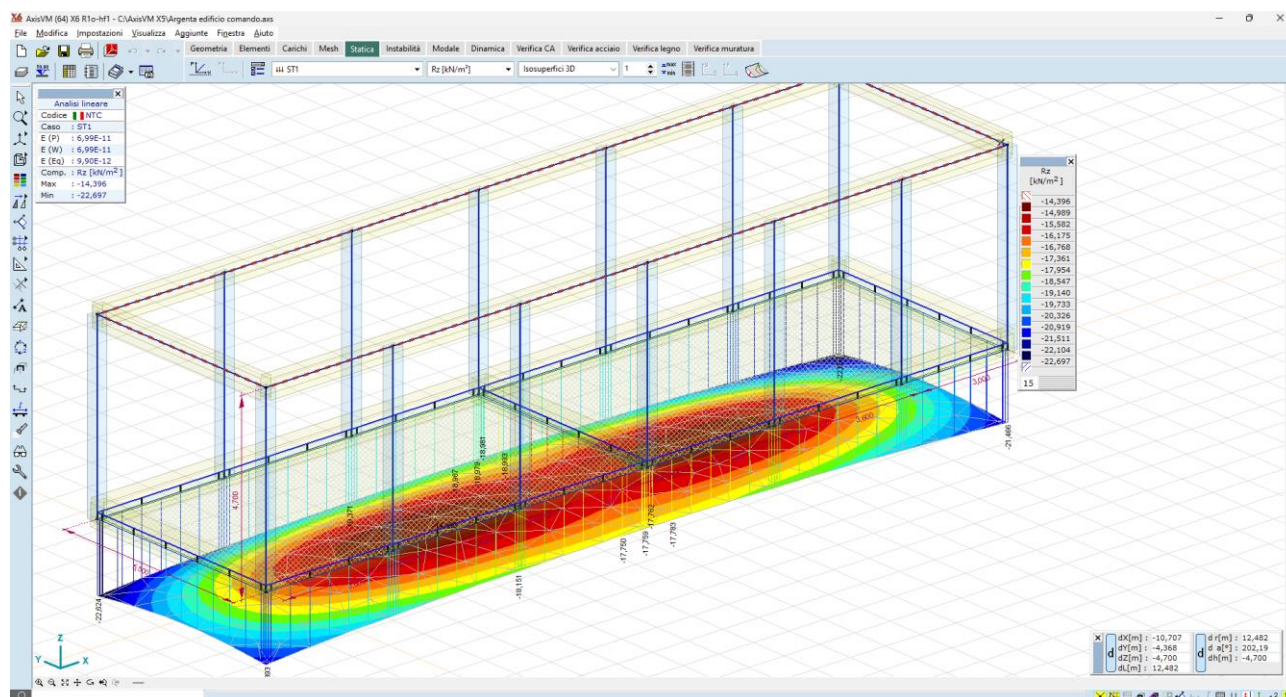 AxisVM (64) X6 R1o-hf1 - C:\AxisVM X5\Argenta edificio comando.axs
File Modifica Impostazioni Visualizza Aggiunte Finestra Aiuto
Geometria Elementi Carichi Mesh Statica Instabilità Modale Dinamica Verifica CA Verifica acciaio Verifica legno Verifica muratura
ST1 Rz [kN/m²] Isosuperfici 3D 1
Analisi lineare
Codice NTC
Caso : ST1
E (P) : 6,99E-11
E (W) : 6,99E-11
E (Eq) : 9,90E-12
Comp. : Rz [kN/m²]
Max : -14,396
Min : -22,697
Rz
[kN/m²]
-14,396
-14,989
-15,582
-16,175
-16,768
-17,361
-17,954
-18,547
-19,140
-19,733
-20,326
-20,919
-21,511
-22,104
-22,697
15
3,000
-21,466
4,700
-18,981
-18,979
-18,993
-18,967
-17,762
-17,759
-17,750
-17,783
-18,151
-22,624
Z
Y
X
d
dX[m] : -10,707
dY[m] : -4,368
dZ[m] : -4,700
dL[m] : 12,482
d
d r[m] : 12,482
d a[°] : 202,19
dh[m] : -4,700